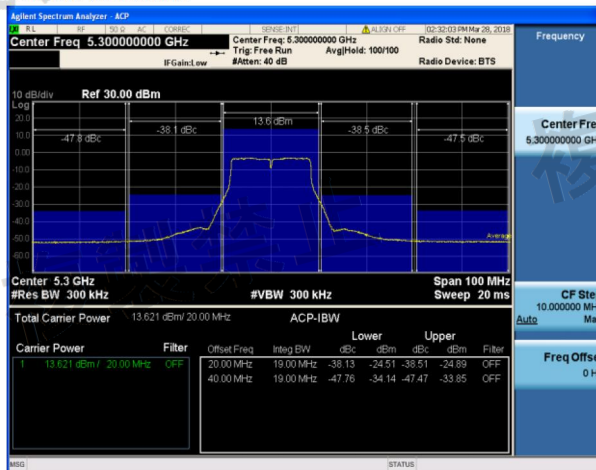 Agilent Spectrum Analyzer - ACP
RL RF 50 Ω AC CORREC SENSE:INT ALIGN OFF 02:32:03 PM Mar 28, 2018
Center Freq 5.300000000 GHz
Center Freq: 5.300000000 GHz
Radio Std: None
Trig: Free Run Avg|Hold: 100/100
IFGain:Low #Atten: 40 dB Radio Device: BTS
Frequency
10 dB/div Ref 30.00 dBm
Log
20.0
10.0
0.00
-10.0
-20.0
-30.0
-40.0
-50.0
-60.0
-47.8 dBc
-38.1 dBc
13.6 dBm
-38.5 dBc
-47.5 dBc
Average
Center Fre
5.300000000 GH
Center 5.3 GHz Span 100 MHz
#Res BW 300 kHz #VBW 300 kHz Sweep 20 ms
CF Ste
10.000000 MH
Auto Ma
Freq Offse
0 H
Total Carrier Power 13.621 dBm/ 20.00 MHz ACP-IBW
Lower Upper
Carrier Power Filter
Offset Freq Integ BW dBc dBm dBc dBm Filter
1 13.621 dBm / 20.00 MHz OFF
20.00 MHz 19.00 MHz -38.13 -24.51 -38.51 -24.89 OFF
40.00 MHz 19.00 MHz -47.76 -34.14 -47.47 -33.85 OFF
MSG STATUS